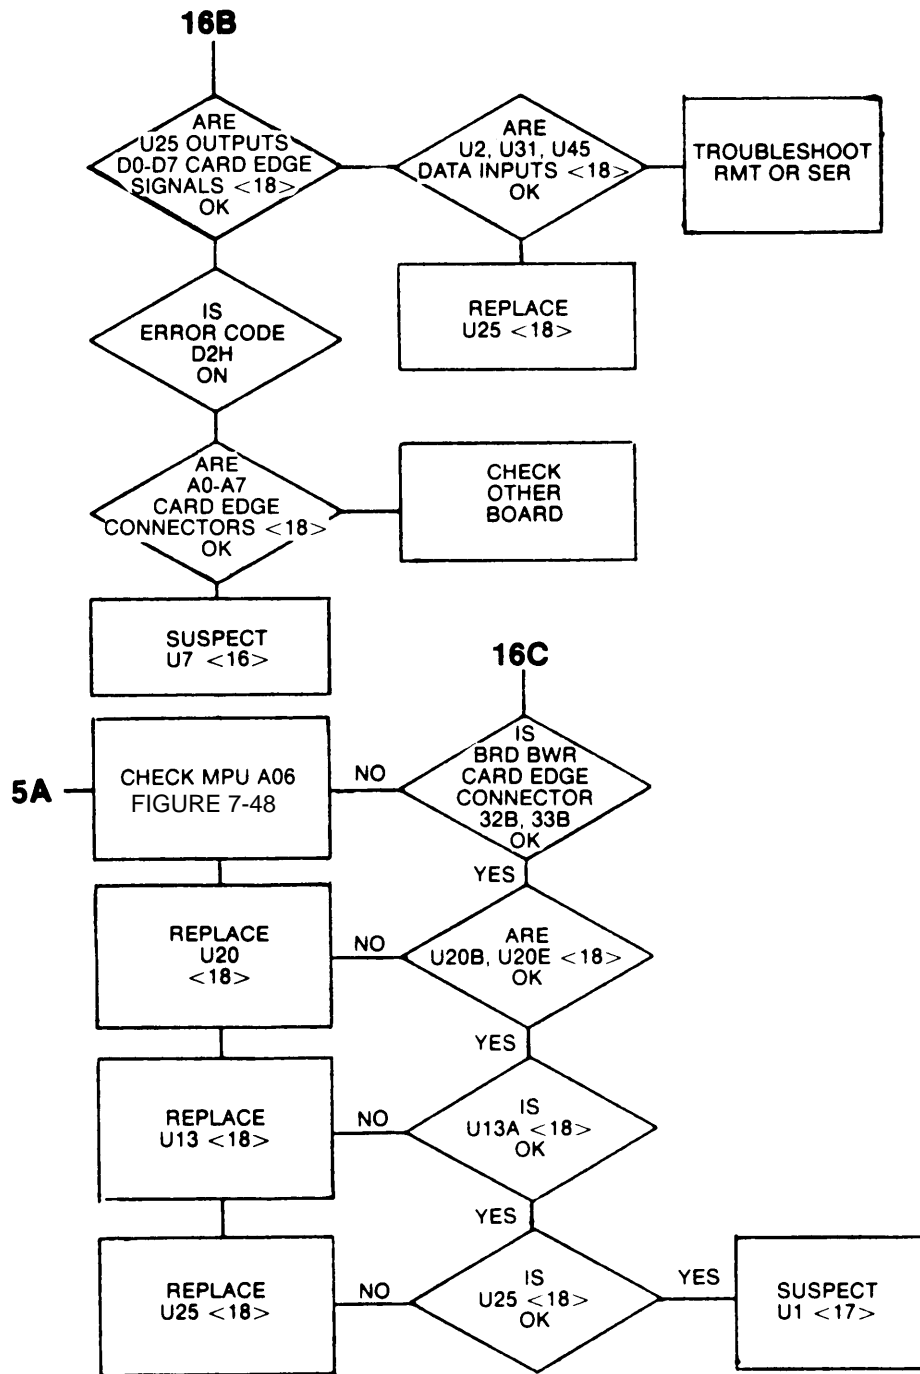 16B
ARE
U25 OUTPUTS
D0-D7 CARD EDGE
SIGNALS <18>
OK
ARE
U2, U31, U45
DATA INPUTS <18>
OK
TROUBLESHOOT
RMT OR SER
REPLACE
U25 <18>
IS
ERROR CODE
D2H
ON
ARE
A0-A7
CARD EDGE
CONNECTORS <18>
OK
CHECK
OTHER
BOARD
SUSPECT
U7 <16>
16C
5A
CHECK MPU A06
FIGURE 7-48
NO
IS
BRD BWR
CARD EDGE
CONNECTOR
32B, 33B
OK
YES
REPLACE
U20
<18>
NO
ARE
U20B, U20E <18>
OK
YES
REPLACE
U13 <18>
NO
IS
U13A <18>
OK
YES
REPLACE
U25 <18>
NO
IS
U25 <18>
OK
YES
SUSPECT
U1 <17>